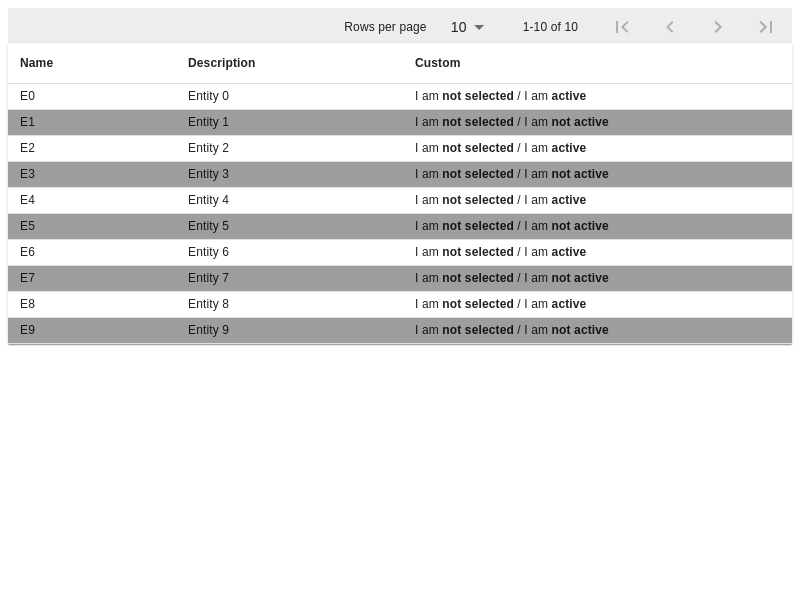 Rows per page 10 1-10 of 10
Name Description Custom
E0 Entity 0 I am not selected / I am active
E1 Entity 1 I am not selected / I am not active
E2 Entity 2 I am not selected / I am active
E3 Entity 3 I am not selected / I am not active
E4 Entity 4 I am not selected / I am active
E5 Entity 5 I am not selected / I am not active
E6 Entity 6 I am not selected / I am active
E7 Entity 7 I am not selected / I am not active
E8 Entity 8 I am not selected / I am active
E9 Entity 9 I am not selected / I am not active